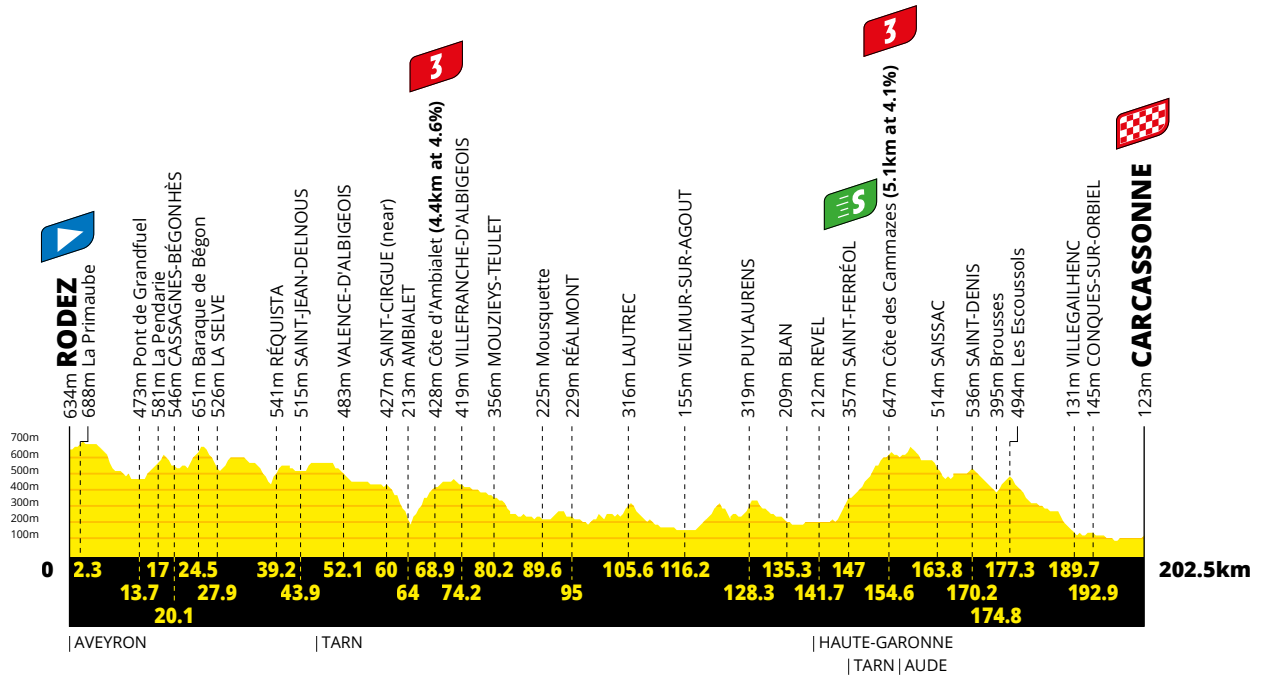 3
3
S
634m RODEZ
688m La Primaube
473m Pont de Grandfuel
581m La Pendarie
546m CASSAGNES-BÉGONHÈS
651m Baraque de Bégon
526m LA SELVE
541m RÉQUISTA
515m SAINT-JEAN-DELNOUS
483m VALENCE-D'ALBIGEOIS
427m SAINT-CIRGUE (near)
213m AMBIALET
428m Côte d'Ambialet (4.4km at 4.6%)
419m VILLEFRANCHE-D'ALBIGEOIS
356m MOUZIEYS-TEULET
225m Mousquette
229m RÉALMONT
316m LAUTREC
155m VIELMUR-SUR-AGOUT
319m PUYLAURENS
209m BLAN
212m REVEL
357m SAINT-FERRÉOL
647m Côte des Cammazes (5.1km at 4.1%)
514m SAISSAC
536m SAINT-DENIS
395m Brousses
494m Les Escoussols
131m VILLEGAILHENC
145m CONQUES-SUR-ORBIEL
123m CARCASSONNE
700m
600m
500m
400m
300m
200m
100m
0 2.3 17 24.5 39.2 52.1 60 68.9 80.2 89.6 105.6 116.2 135.3 147 163.8 177.3 189.7 202.5km
13.7 27.9 43.9 64 74.2 95 128.3 141.7 154.6 170.2 192.9
20.1 174.8
|AVEYRON |TARN |HAUTE-GARONNE
|TARN |AUDE